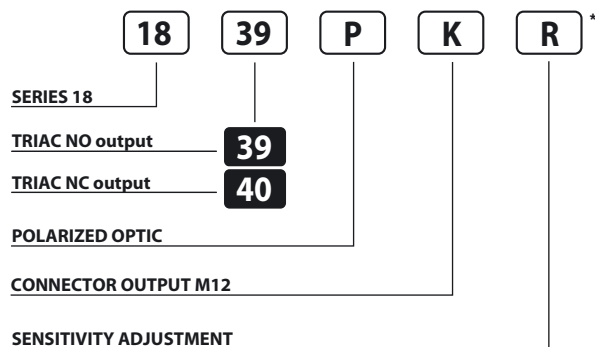 18 39 P K R *
SERIES 18
TRIAC NO output 39
TRIAC NC output 40
POLARIZED OPTIC
CONNECTOR OUTPUT M12
SENSITIVITY ADJUSTMENT